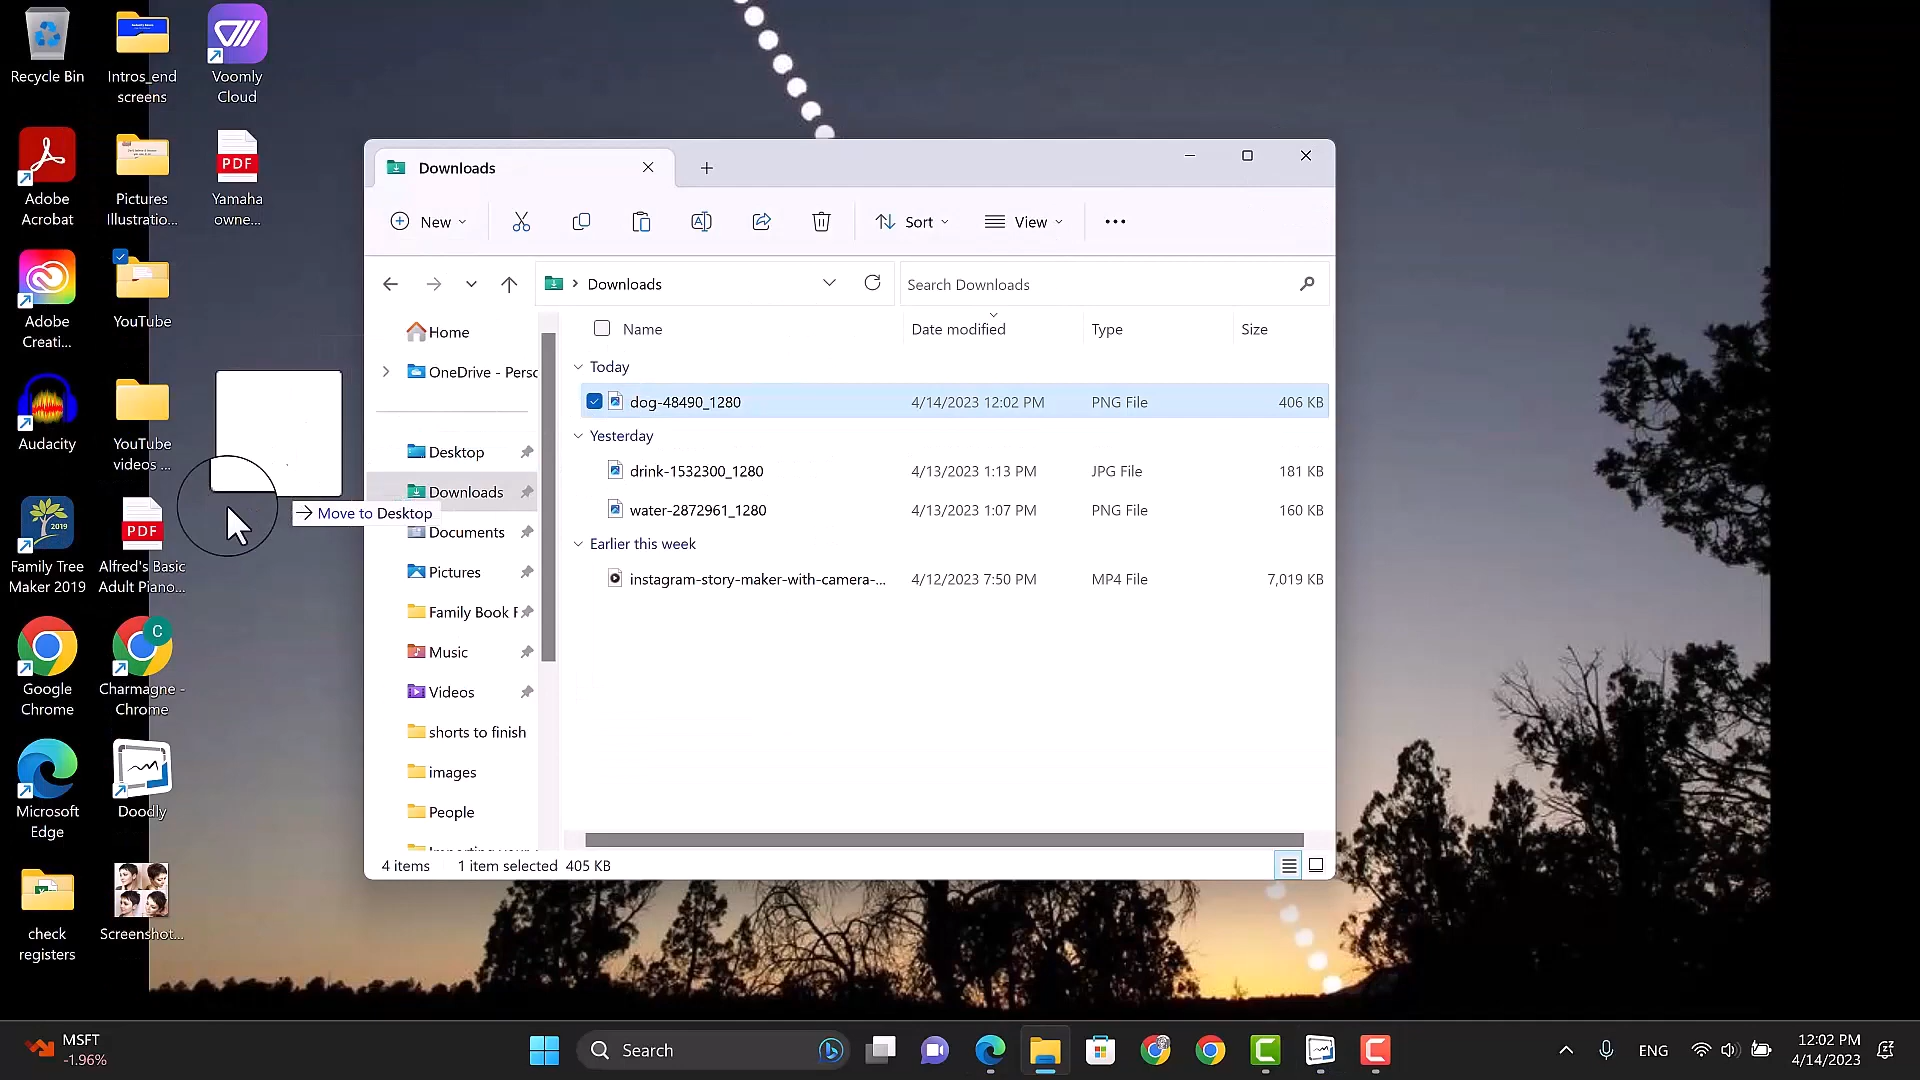 Recycle Bin
Intros_end
screens
Voomly
Cloud
Adobe
Acrobat
Pictures
Illustratio...
PDF
Yamaha
owne...
Adobe
Creati...
YouTube
Audacity
YouTube
videos ...
2019
Family Tree
Maker 2019
PDF
Alfred's Basic
Adult Piano...
Google
Chrome
C
Charmagne -
Chrome
Microsoft
Edge
Doodly
check
registers
Screenshot...
Downloads
New
Sort
View
Downloads
Search Downloads
Home
OneDrive - Perso
Desktop
Downloads
Move to Desktop
Documents
Pictures
Family Book F
Music
Videos
shorts to finish
images
People
Name Date modified Type Size
Today
dog-48490_1280 4/14/2023 12:02 PM PNG File 406 KB
Yesterday
drink-1532300_1280 4/13/2023 1:13 PM JPG File 181 KB
water-2872961_1280 4/13/2023 1:07 PM PNG File 160 KB
Earlier this week
instagram-story-maker-with-camera-... 4/12/2023 7:50 PM MP4 File 7,019 KB
4 items 1 item selected 405 KB
MSFT
-1.96%
Search
ENG
12:02 PM
4/14/2023